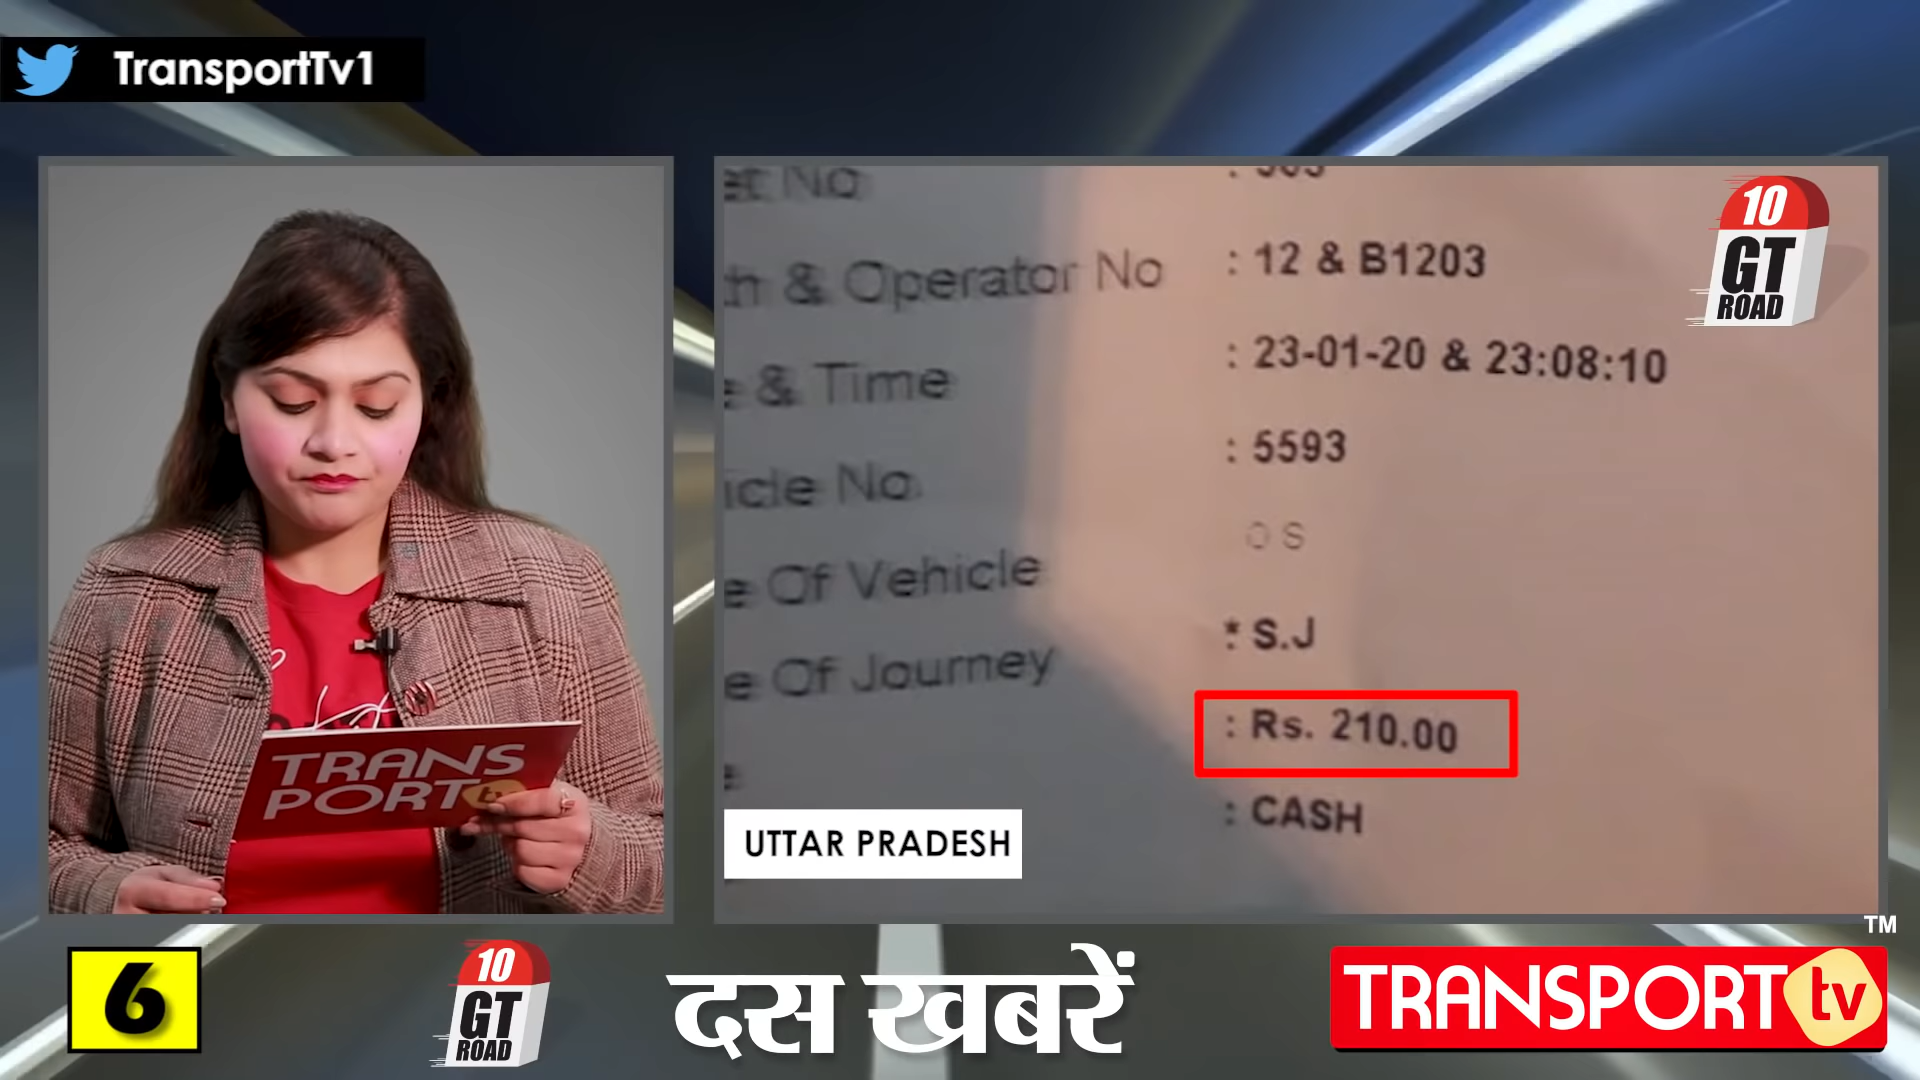 TransportTv1
10
GT
ROAD
No
& Operator No : 12 & B1203
& Time : 23-01-20 & 23:08:10
No. : 5593
Of Vehicle O S
Of Journey : S.J
: Rs. 210.00
: CASH
UTTAR PRADESH
TRANS
PORT tv
6
10
GT
ROAD
दस खबरें
TRANSPORT tv
TM